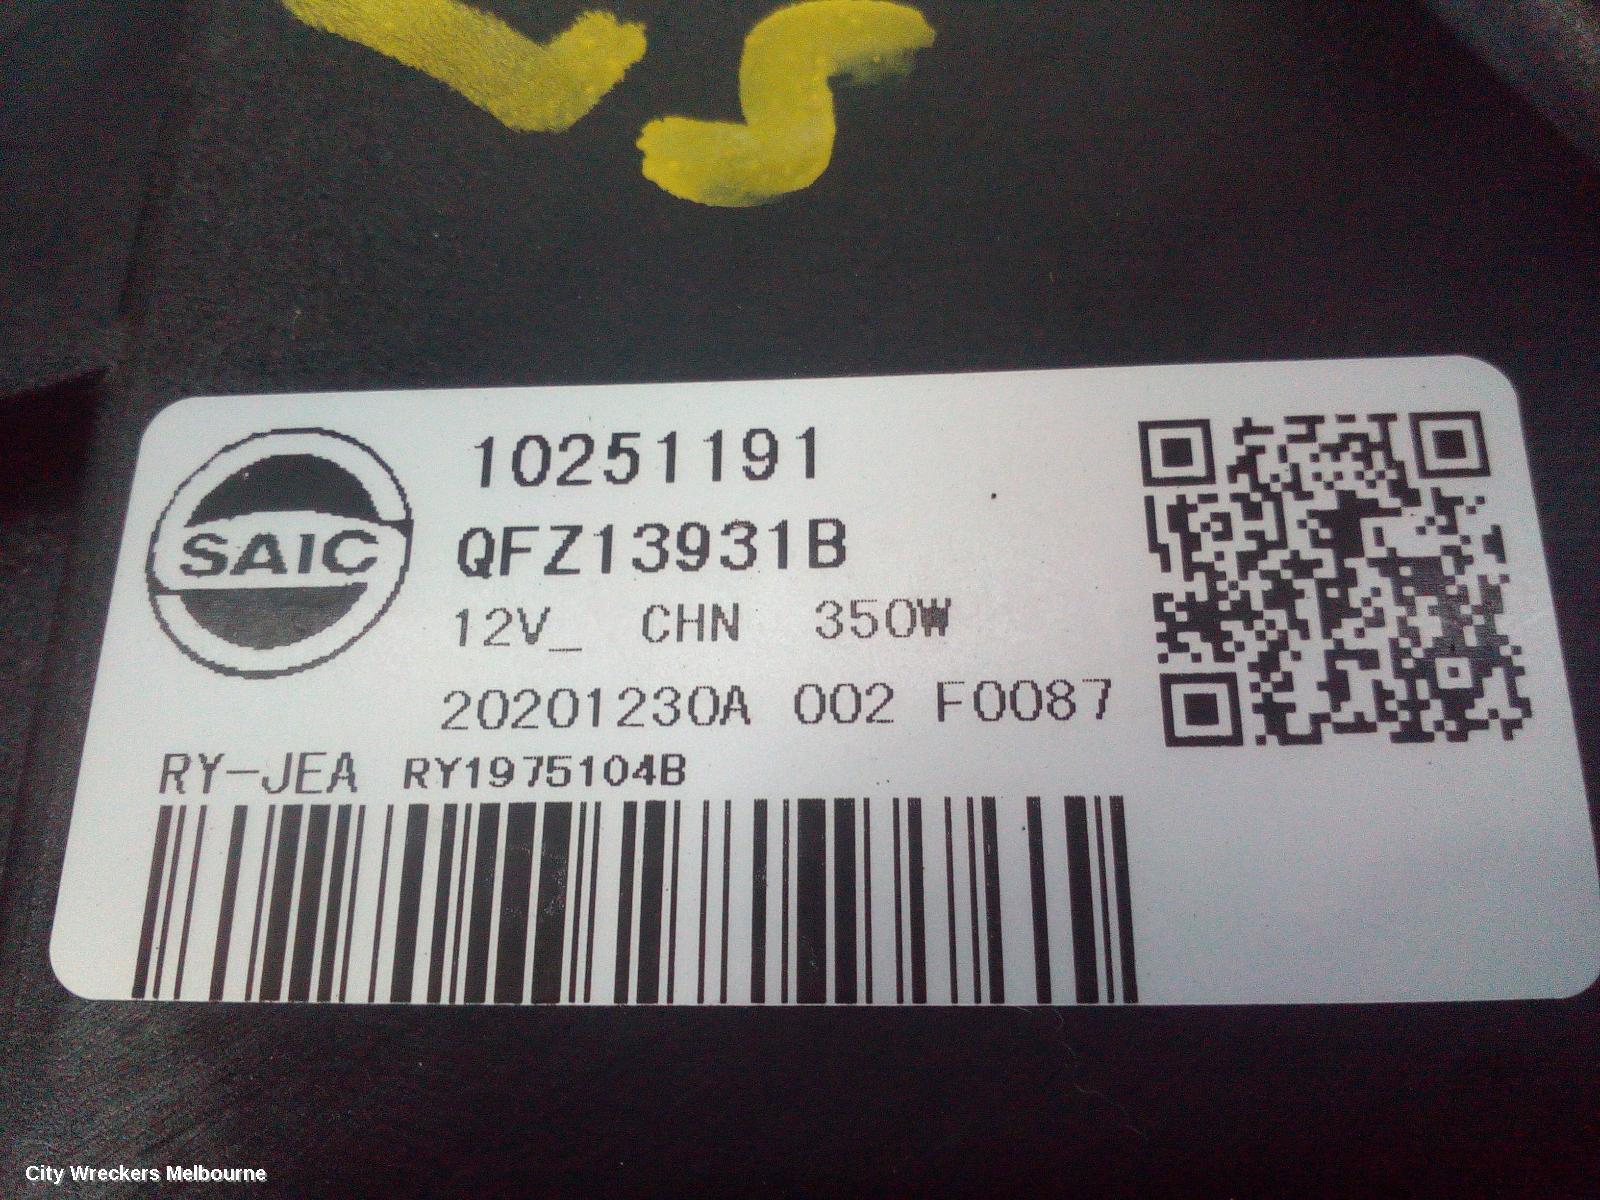 10251191
SAIC
QFZ13931B
12V_ CHN 350W
20201230A 002 F0087
RY-JEA RY1975104B
City Wreckers Melbourne